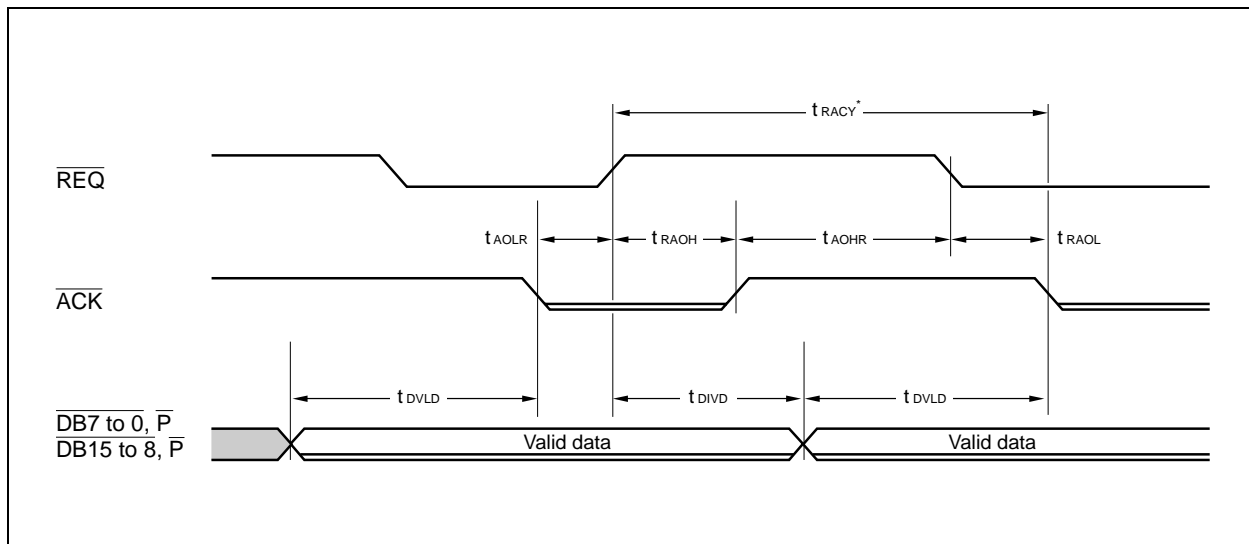 t RACY*
REQ
t AOLR
t RAOH
t AOHR
t RAOL
ACK
t DVLD
t DIVD
t DVLD
DB7 to 0, P
Valid data
Valid data
DB15 to 8, P